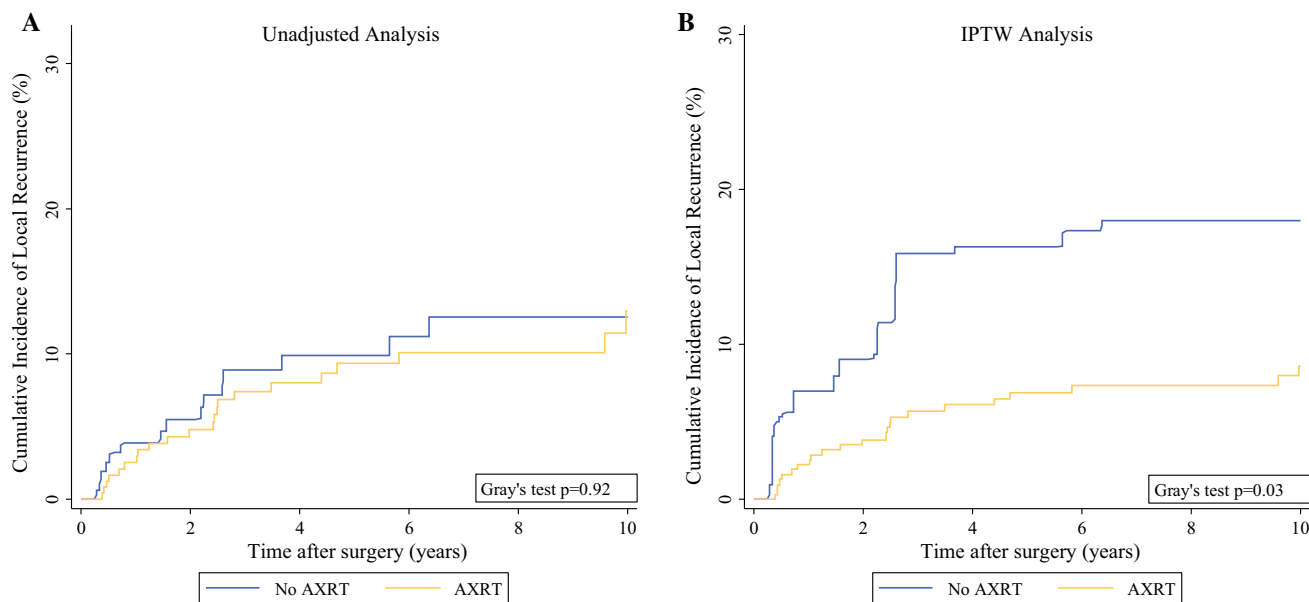 A
Unadjusted Analysis
Cumulative Incidence of Local Recurrence (%)
30
20
10
0
Gray's test p=0.92
0 2 4 6 8 10
Time after surgery (years)
No AXRT AXRT
B
IPTW Analysis
Cumulative Incidence of Local Recurrence (%)
30
20
10
0
Gray's test p=0.03
0 2 4 6 8 10
Time after surgery (years)
No AXRT AXRT